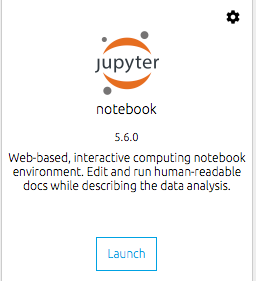 jupyter
notebook
5.6.0
Web-based, interactive computing notebook
environment. Edit and run human-readable
docs while describing the data analysis.
Launch